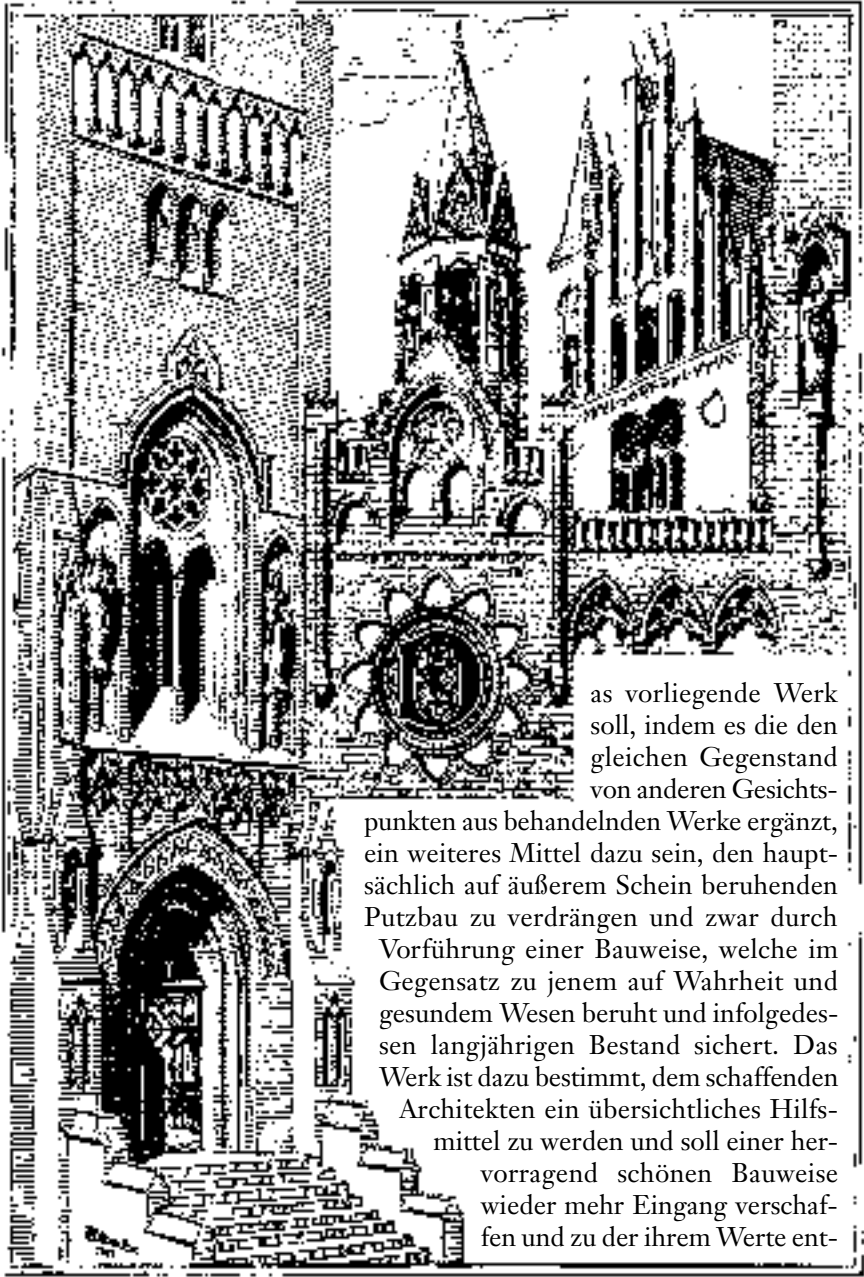 as vorliegende Werk
soll, indem es die den
gleichen Gegenstand
von anderen Gesichts-
punkten aus behandelnden Werke ergänzt,
ein weiteres Mittel dazu sein, den haupt-
sächlich auf äußerem Schein beruhenden
Putzbau zu verdrängen und zwar durch
Vorführung einer Bauweise, welche im
Gegensatz zu jenem auf Wahrheit und
gesundem Wesen beruht und infolgedes-
sen langjährigen Bestand sichert. Das
Werk ist dazu bestimmt, dem schaffenden
Architekten ein übersichtliches Hilfs-
mittel zu werden und soll einer her-
vorragend schönen Bauweise
wieder mehr Eingang verschaf-
fen und zu der ihrem Werte ent-